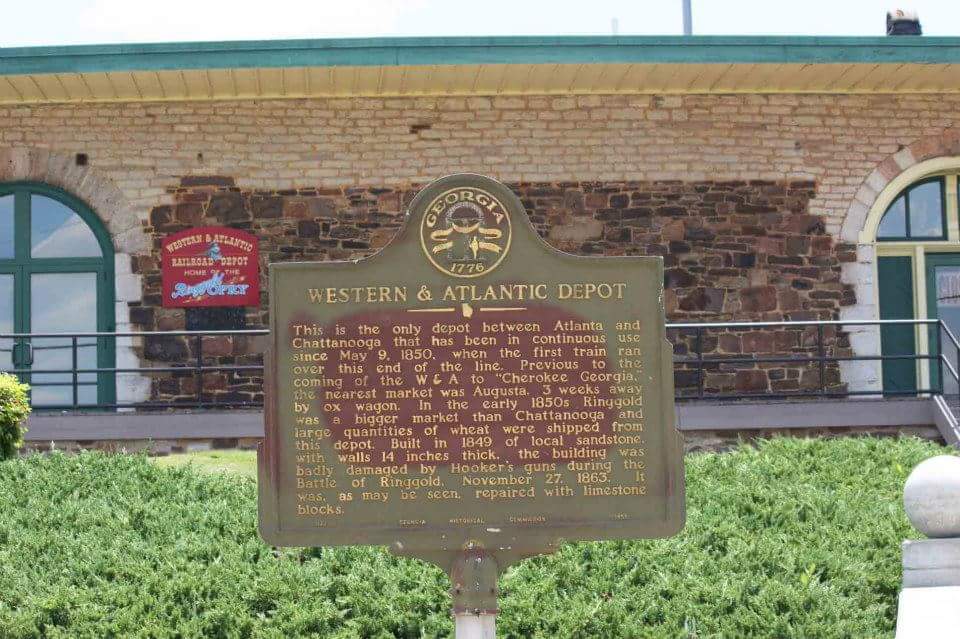 WESTERN & ATLANTIC
RAILROAD DEPOT
HOME OF THE
Ringgold OPRY
GEORGIA
1776
WESTERN & ATLANTIC DEPOT
This is the only depot between Atlanta and
Chattanooga that has been in continuous use
since May 9, 1850, when the first train ran
over this end of the line. Previous to the
coming of the W & A to "Cherokee Georgia,"
the nearest market was Augusta, "3 weeks away
by ox wagon. In the early 1850s Ringgold
was a bigger market than Chattanooga and
large quantities of wheat were shipped from
this depot. Built in 1849 of local sandstone,
with walls 14 inches thick, the building was
badly damaged by Hooker's guns during the
Battle of Ringgold, November 27, 1863. It
was, as may be seen, repaired with limestone
blocks.
GEORGIA HISTORICAL COMMISSION